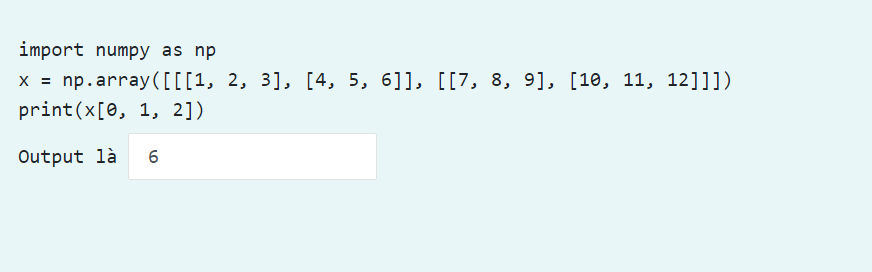 import numpy as np
x = np.array([[[1, 2, 3], [4, 5, 6]], [[7, 8, 9], [10, 11, 12]]])
print(x[0, 1, 2])
Output là 6